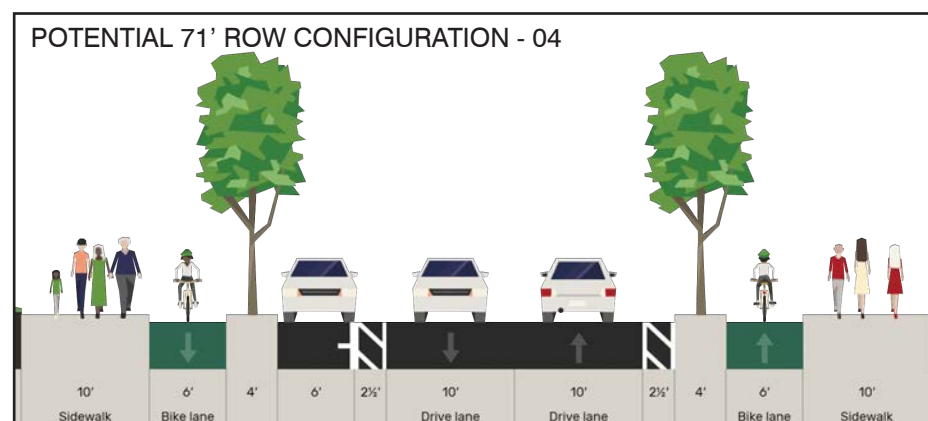 POTENTIAL 71' ROW CONFIGURATION - 04
10' 6' 4' 6' 2½' 10' 10' 2½' 4' 6' 10'
Sidewalk Bike lane Drive lane Drive lane Bike lane Sidewalk